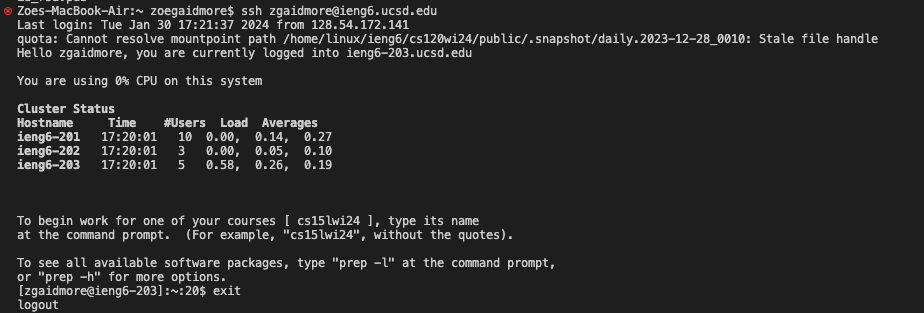 Zoes-MacBook-Air:~ zoegaidmore$ ssh zgaidmore@ieng6.ucsd.edu
Last login: Tue Jan 30 17:21:37 2024 from 128.54.172.141
quota: Cannot resolve mountpoint path /home/linux/ieng6/cs120wi24/public/.snapshot/daily.2023-12-28_0010: Stale file handle
Hello zgaidmore, you are currently logged into ieng6-203.ucsd.edu
You are using 0% CPU on this system
Cluster Status
Hostname Time #Users Load Averages
ieng6-201 17:20:01 10 0.00, 0.14, 0.27
ieng6-202 17:20:01 3 0.00, 0.05, 0.10
ieng6-203 17:20:01 5 0.58, 0.26, 0.19
To begin work for one of your courses [ cs15lwi24 ], type its name
at the command prompt. (For example, "cs15lwi24", without the quotes).
To see all available software packages, type "prep -l" at the command prompt,
or "prep -h" for more options.
[zgaidmore@ieng6-203]:~:20$ exit
logout